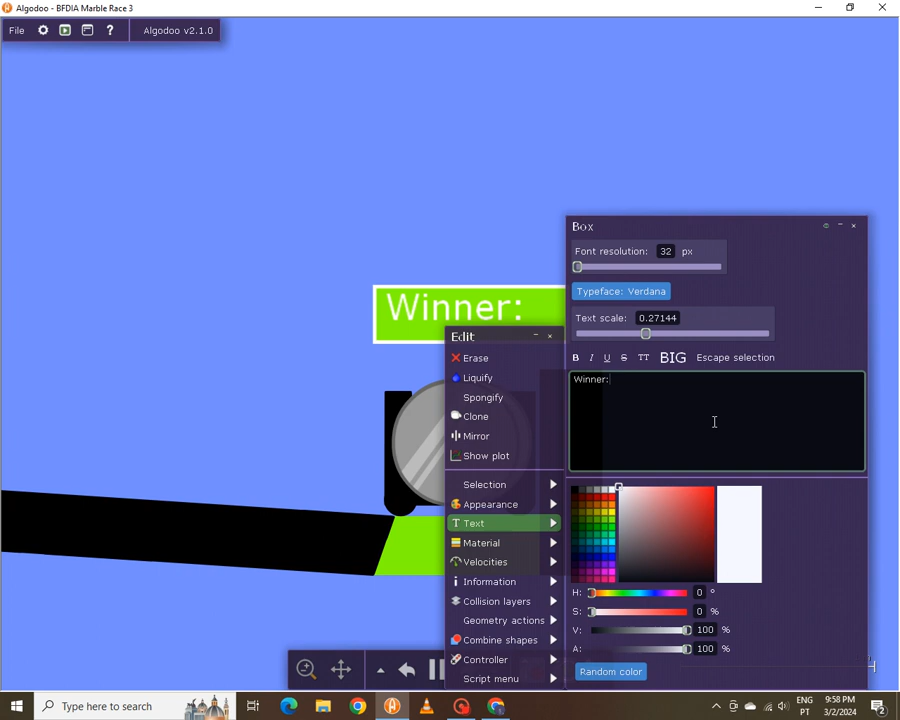 Algodoo - BFDIA Marble Race 3
File
?
Algodoo v2.1.0
Winner:
Box
Font resolution: 32 px
Typeface: Verdana
Text scale: 0.27144
B I U S TT BIG Escape selection
Winner:
Edit
Erase
Liquify
Spongify
Clone
Mirror
Show plot
Selection
Appearance
T Text
Material
Velocities
Information
Collision layers
Geometry actions
Combine shapes
Controller
Script menu
H: 0 °
S: 0 %
V: 100 %
A: 100 %
Random color
Type here to search
ENG
PT
9:58 PM
3/2/2024
2